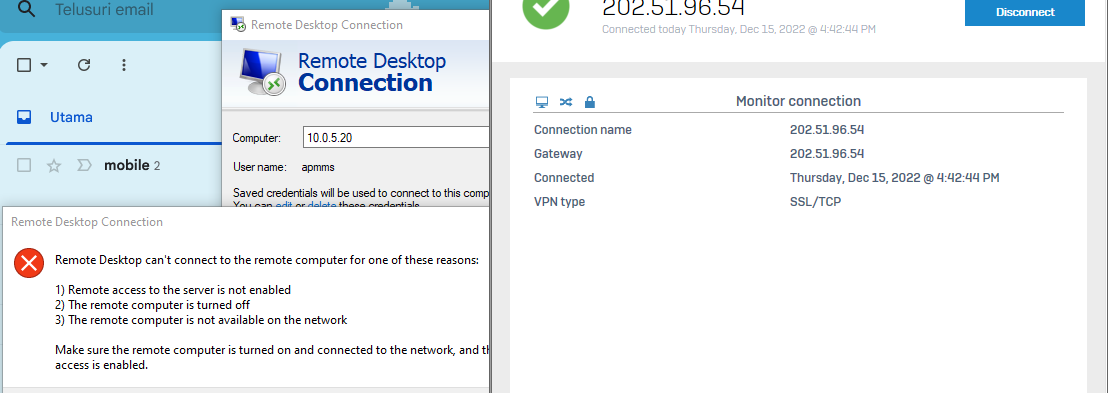 Telusuri email
Utama
mobile 2
Remote Desktop Connection
Remote Desktop
Connection
Computer:
10.0.5.20
User name:
apmms
Saved credentials will be used to connect to this comp
You can edit or delete these credentials.
Remote Desktop Connection
Remote Desktop can't connect to the remote computer for one of these reasons:
1) Remote access to the server is not enabled
2) The remote computer is turned off
3) The remote computer is not available on the network
Make sure the remote computer is turned on and connected to the network, and th
access is enabled.
202.51.96.54
Connected today Thursday, Dec 15, 2022 @ 4:42:44 PM
Disconnect
Monitor connection
Connection name 202.51.96.54
Gateway 202.51.96.54
Connected Thursday, Dec 15, 2022 @ 4:42:44 PM
VPN type SSL/TCP